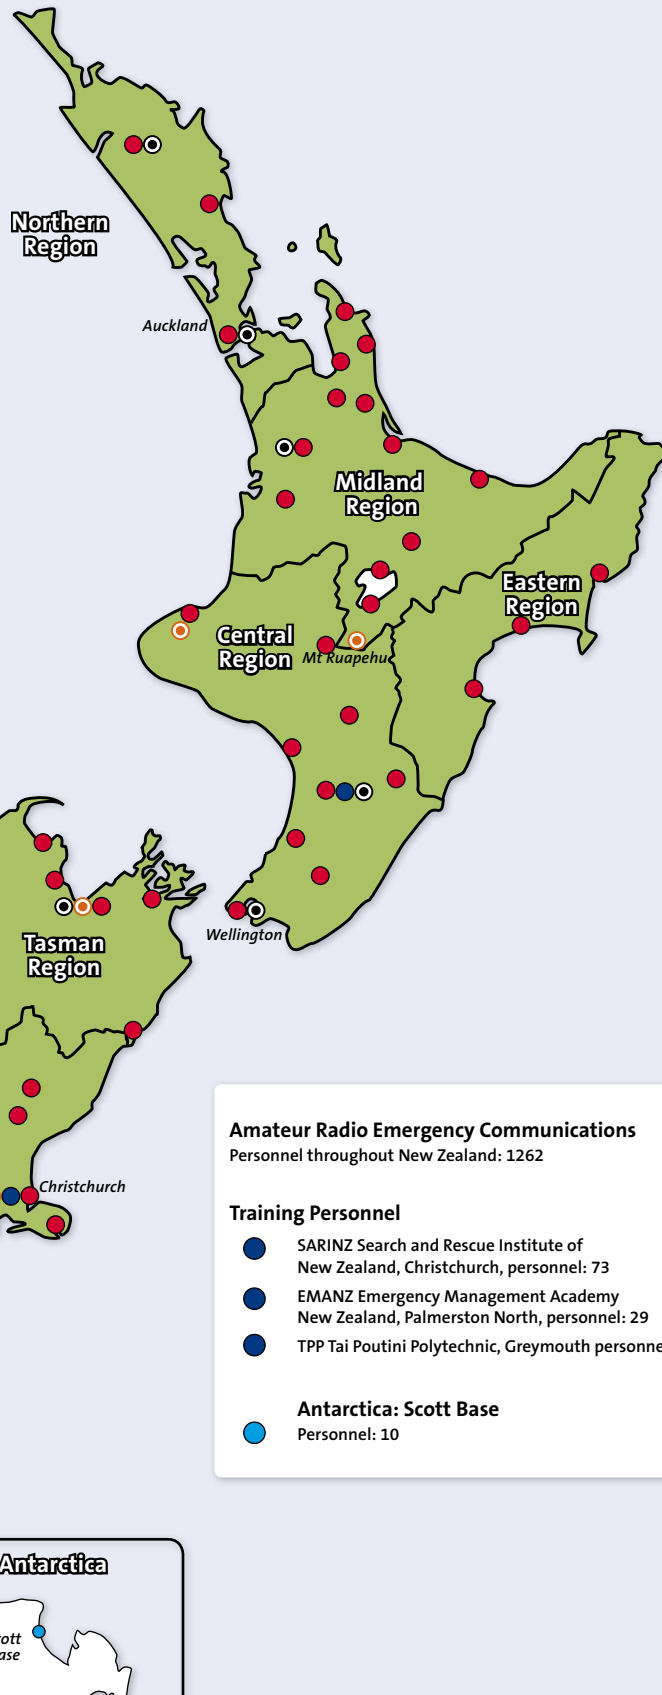 Northern
Region
Auckland
Midland
Region
Eastern
Region
Central
Region
Mt Ruapehu
Tasman
Region
Wellington
Christchurch
Amateur Radio Emergency Communications
Personnel throughout New Zealand: 1262
Training Personnel
SARINZ Search and Rescue Institute of
New Zealand, Christchurch, personnel: 73
EMANZ Emergency Management Academy
New Zealand, Palmerston North, personnel: 29
TPP Tai Poutini Polytechnic, Greymouth personne
Antarctica: Scott Base
Personnel: 10
Antarctica
ott
ase